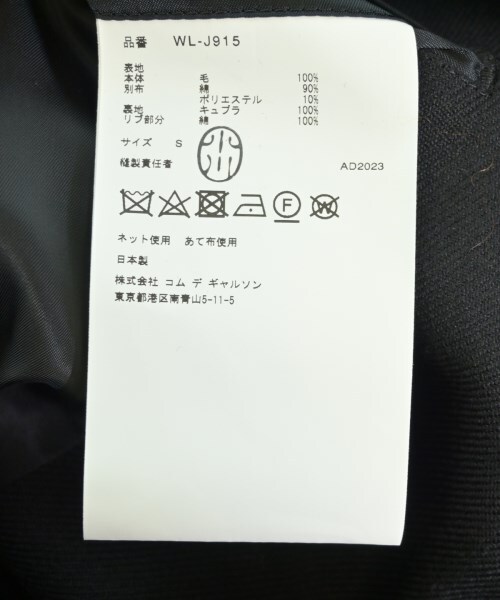 品番 WL-J915
表地
本体 毛 100%
別布 綿 90%
ポリエステル 10%
裏地 キュプラ 100%
リブ部分 綿 100%
サイズ S
縫製責任者
AD2023
F
W
ネット使用 あて布使用
日本製
株式会社 コム デ ギャルソン
東京都港区南青山5-11-5